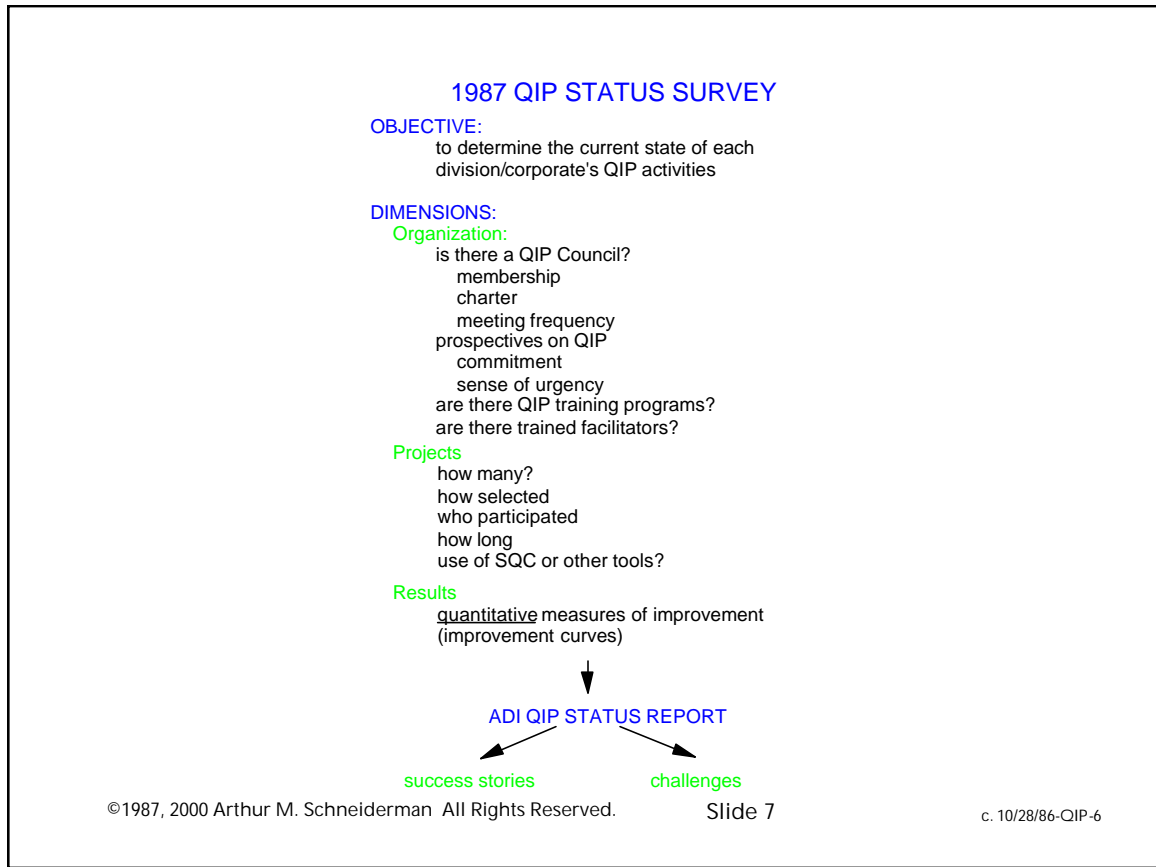 1987 QIP STATUS SURVEY
OBJECTIVE:
to determine the current state of each
division/corporate's QIP activities
DIMENSIONS:
Organization:
is there a QIP Council?
membership
charter
meeting frequency
prospectives on QIP
commitment
sense of urgency
are there QIP training programs?
are there trained facilitators?
Projects
how many?
how selected
who participated
how long
use of SQC or other tools?
Results
quantitative measures of improvement
(improvement curves)
ADI QIP STATUS REPORT
success stories challenges
©1987, 2000 Arthur M. Schneiderman All Rights Reserved. Slide 7 c. 10/28/86-QIP-6